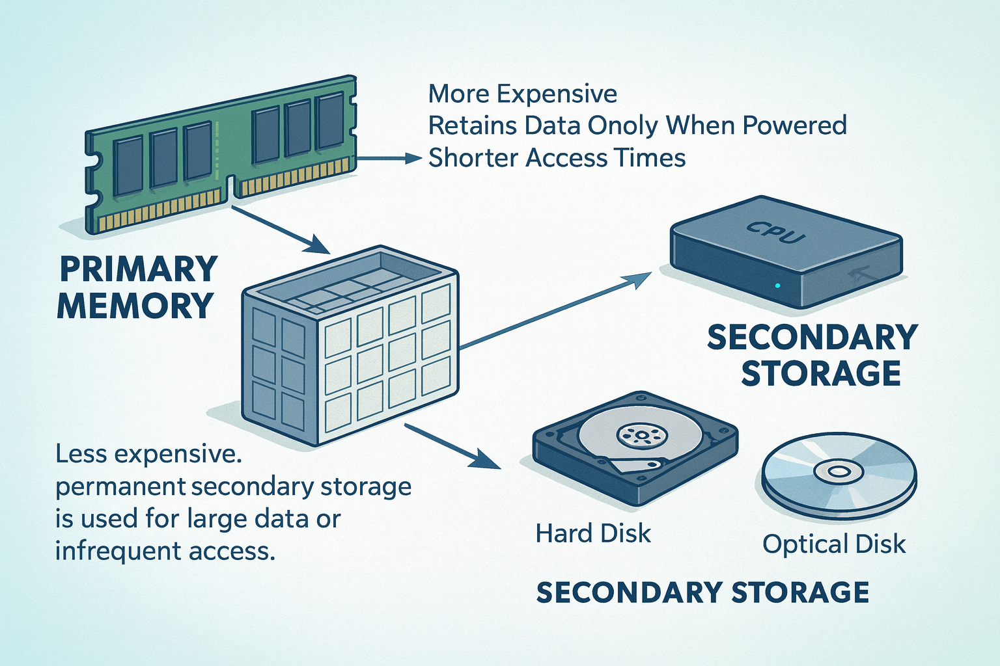 More Expensive
Retains Data Onoly When Powered
Shorter Access Times
PRIMARY
MEMORY
CPU
SECONDARY
STORAGE
Less expensive.
permanent secondary storage
is used for large data or
infrequent access.
Hard Disk
Optical Disk
SECONDARY STORAGE